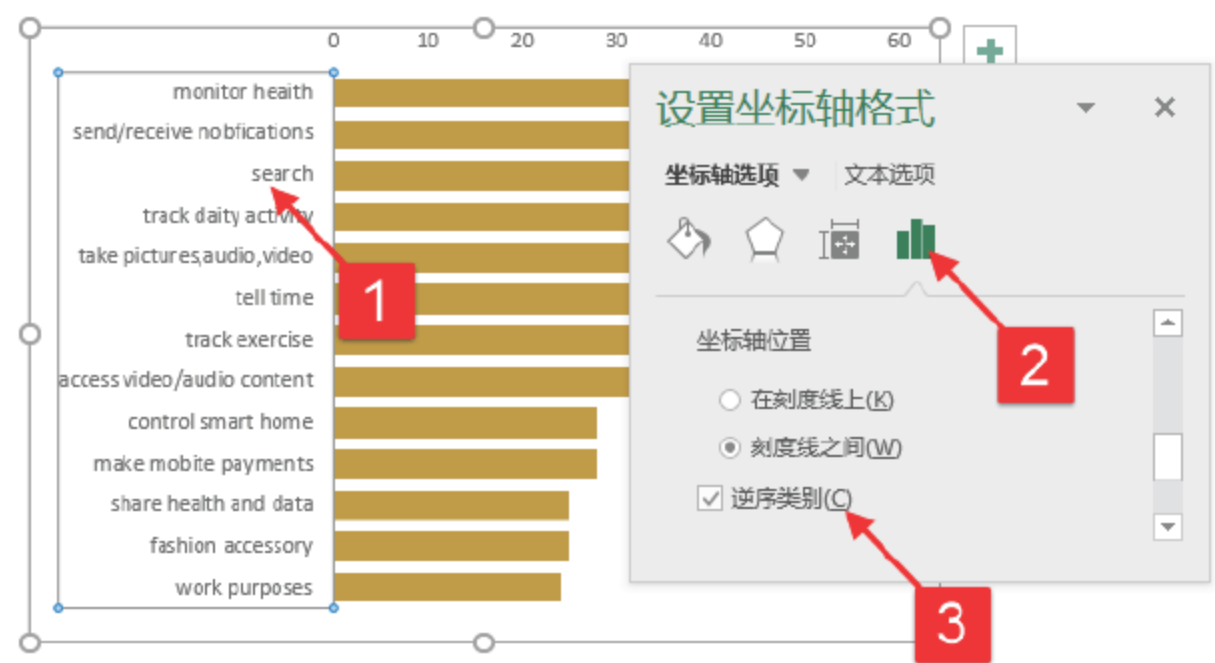 0 10 20 30 40 50 60
monitor heaith
send/receive nobfications
search
track daity activity
take pictures,audio,video
tell time
track exercise
access video/audio content
control smart home
make mobite payments
share health and data
fashion accessory
work purposes
1
设置坐标轴格式
坐标轴选项
文本选项
坐标轴位置
在刻度线上(K)
刻度线之间(W)
逆序类别(C)
2
3